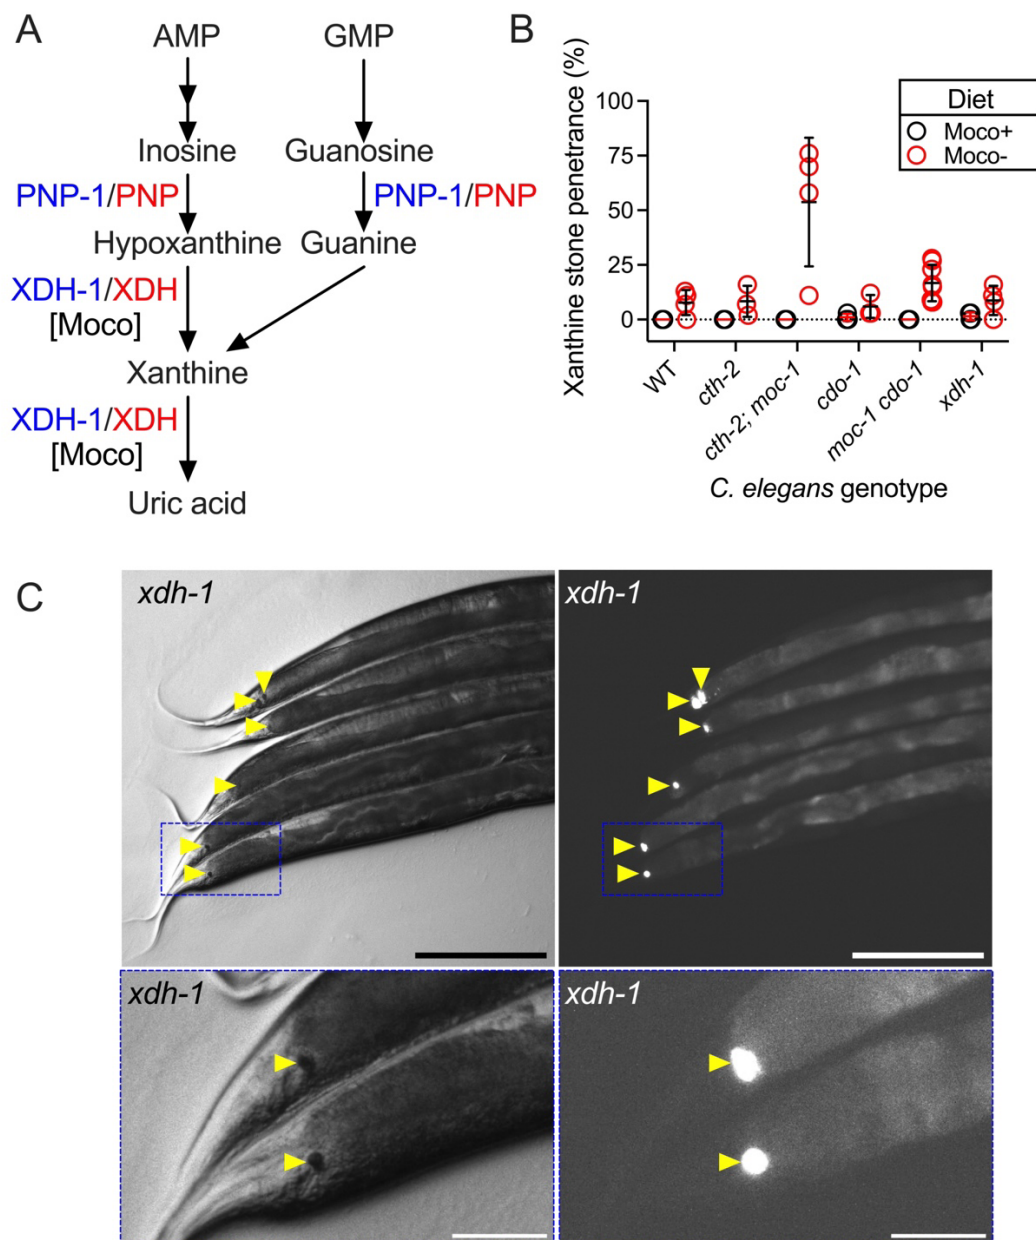 A
AMP GMP
Inosine Guanosine
PNP-1/PNP PNP-1/PNP
Hypoxanthine Guanine
XDH-1/XDH
[Moco]
Xanthine
XDH-1/XDH
[Moco]
Uric acid
B
Xanthine stone penetrance (%)
100
75
50
25
0
Diet
Moco+
Moco-
WT
cth-2
cth-2; moc-1
cdo-1
moc-1 cdo-1
xdh-1
C. elegans genotype
C
xdh-1
xdh-1
xdh-1
xdh-1